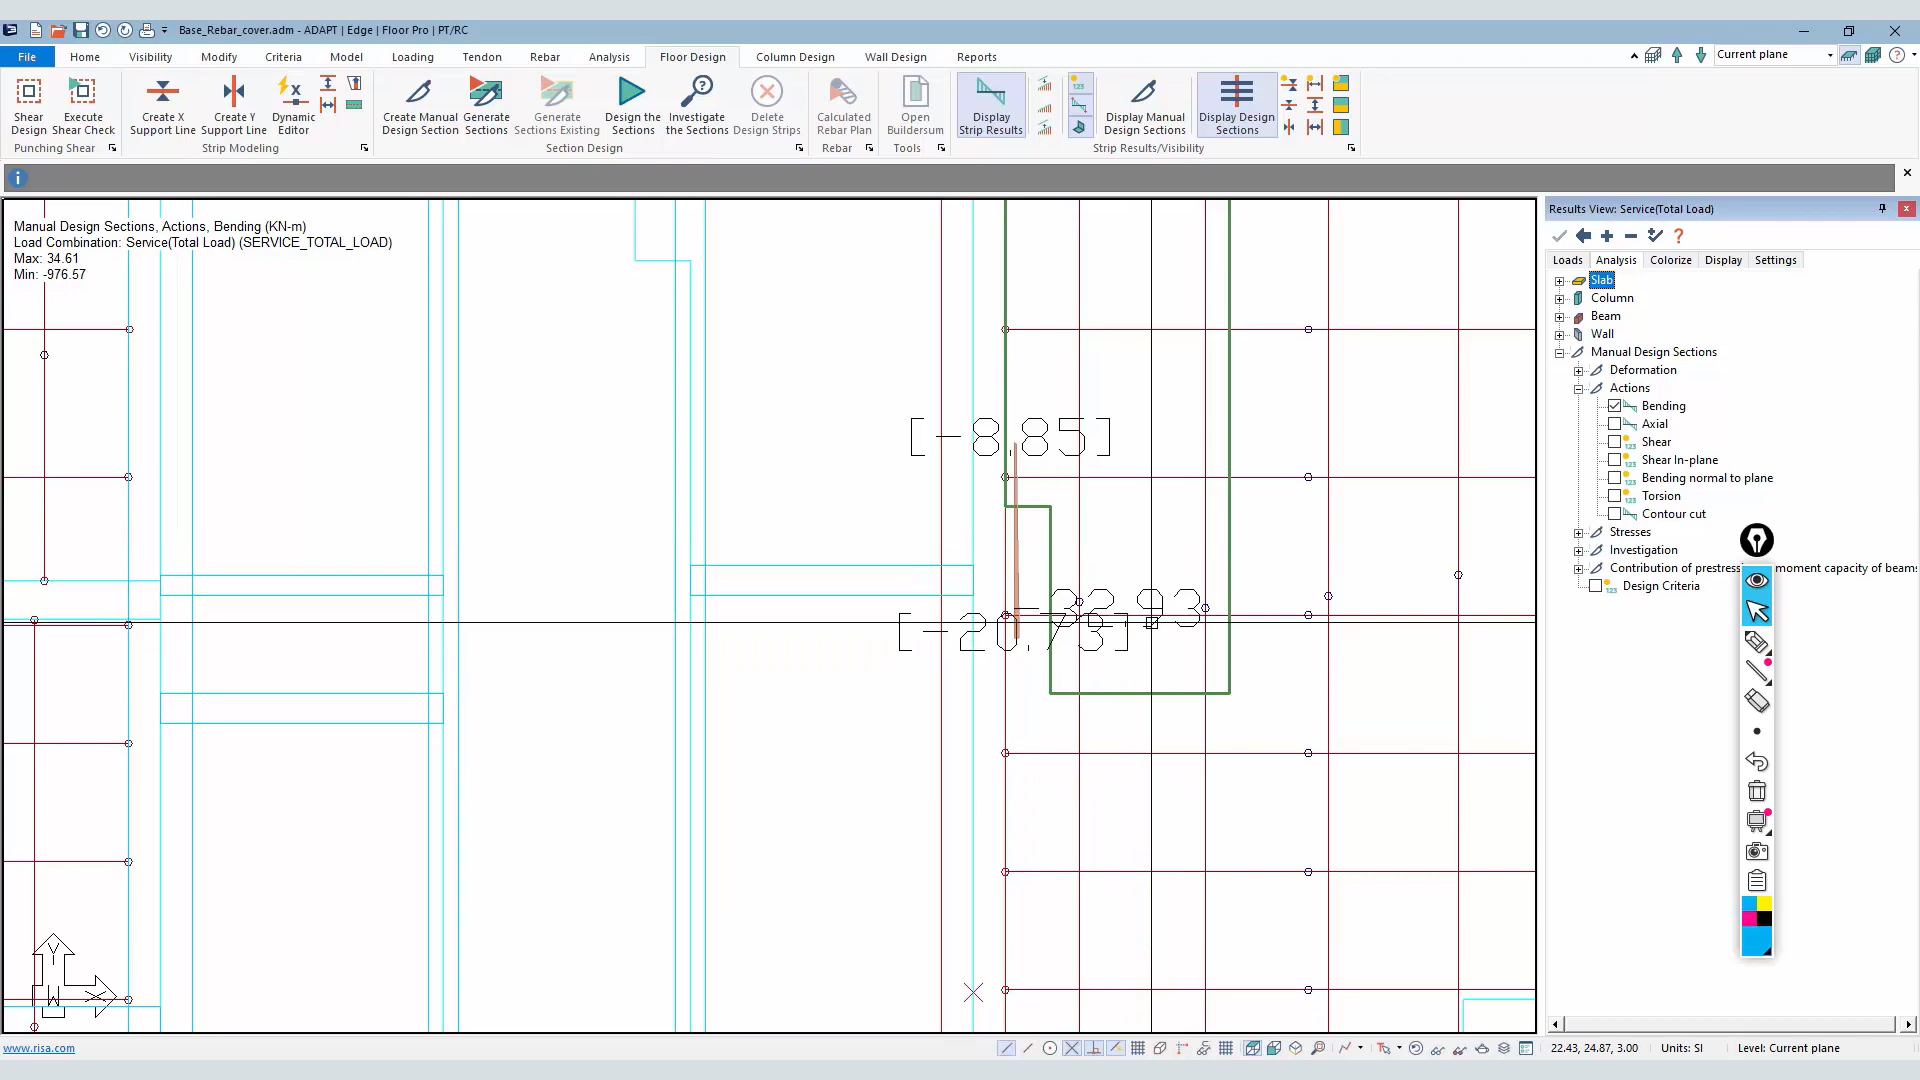 Base_Rebar_cover.adm - ADAPT | Edge | Floor Pro | PT/RC
File Home Visibility Modify Criteria Model Loading Tendon Rebar Analysis Floor Design Column Design Wall Design Reports Current plane
Shear Design
Execute Shear Check
Create X Support Line
Create Y Support Line
Dynamic Editor
Create Manual Design Section
Generate Sections
Generate Sections Existing
Design the Sections
Investigate the Sections
Delete Design Strips
Calculated Rebar Plan
Open Buildersum
Display Strip Results
Display Manual Design Sections
Display Design Sections
Punching Shear Strip Modeling Section Design Rebar Tools Strip Results/Visibility
Manual Design Sections, Actions, Bending (KN-m)
Load Combination: Service(Total Load) (SERVICE_TOTAL_LOAD)
Max: 34.61
Min: -976.57
[-8.85]
-32.93
[-20.73]
Y
W X
Results View: Service(Total Load)
Loads Analysis Colorize Display Settings
Slab
Column
Beam
Wall
Manual Design Sections
Deformation
Actions
Bending
Axial
Shear
Shear In-plane
Bending normal to plane
Torsion
Contour cut
Stresses
Investigation
Contribution of prestress moment capacity of beams
Design Criteria
www.risa.com
22.43, 24.87, 3.00 Units: SI Level: Current plane